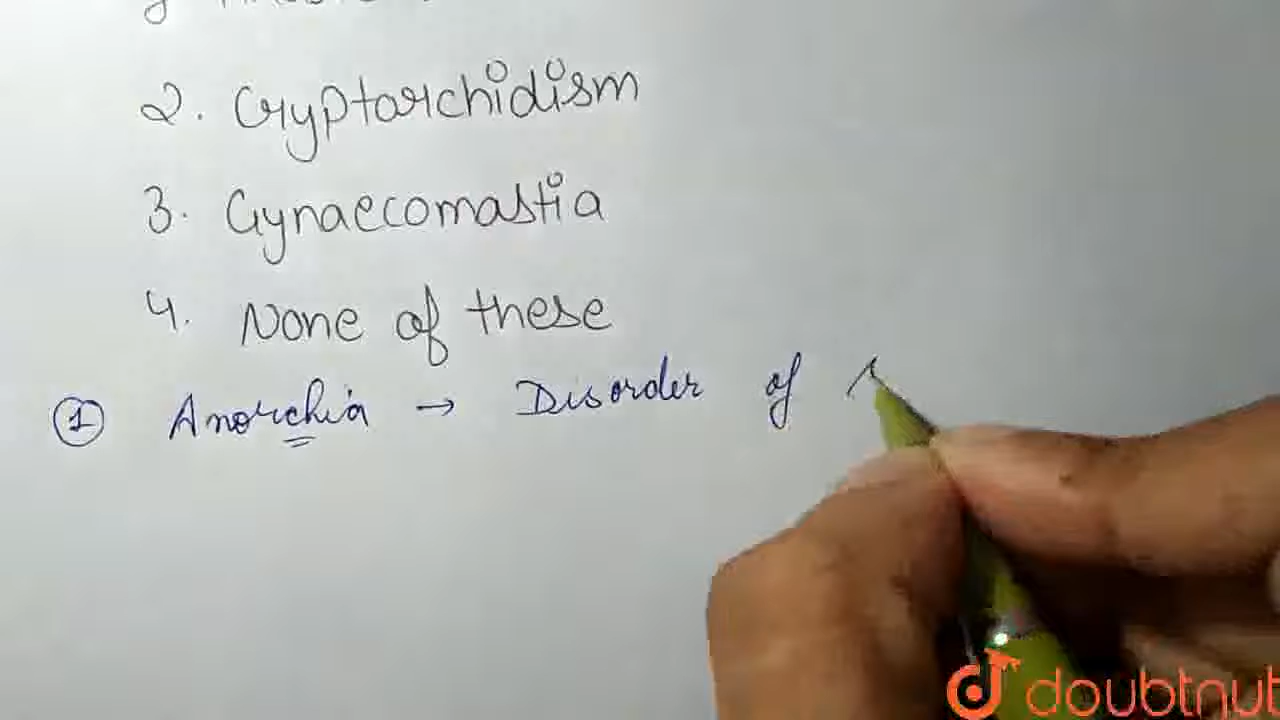 2. Cryptorchidism
3. Gynaecomastia
4. None of these
① Anorchia → Disorder of
doubtnut